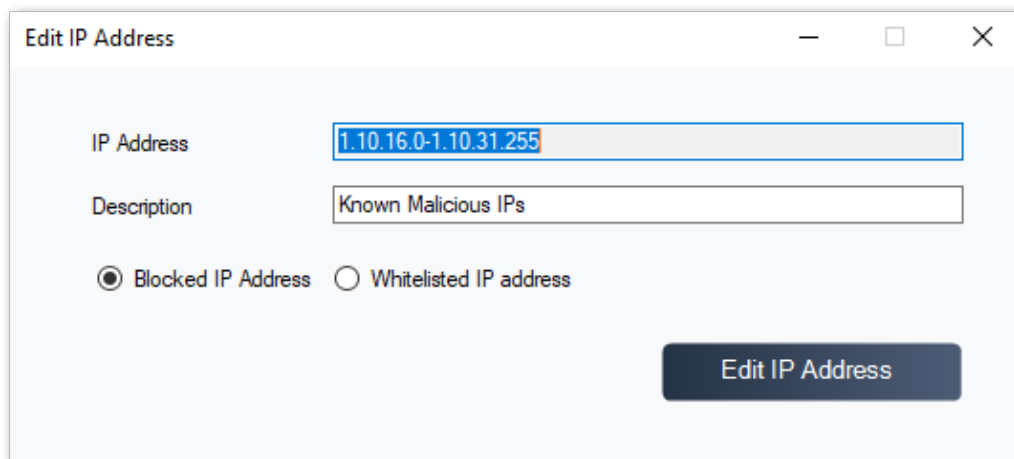 Edit IP Address
IP Address 1.10.16.0-1.10.31.255
Description Known Malicious IPs
Blocked IP Address Whitelisted IP address
Edit IP Address